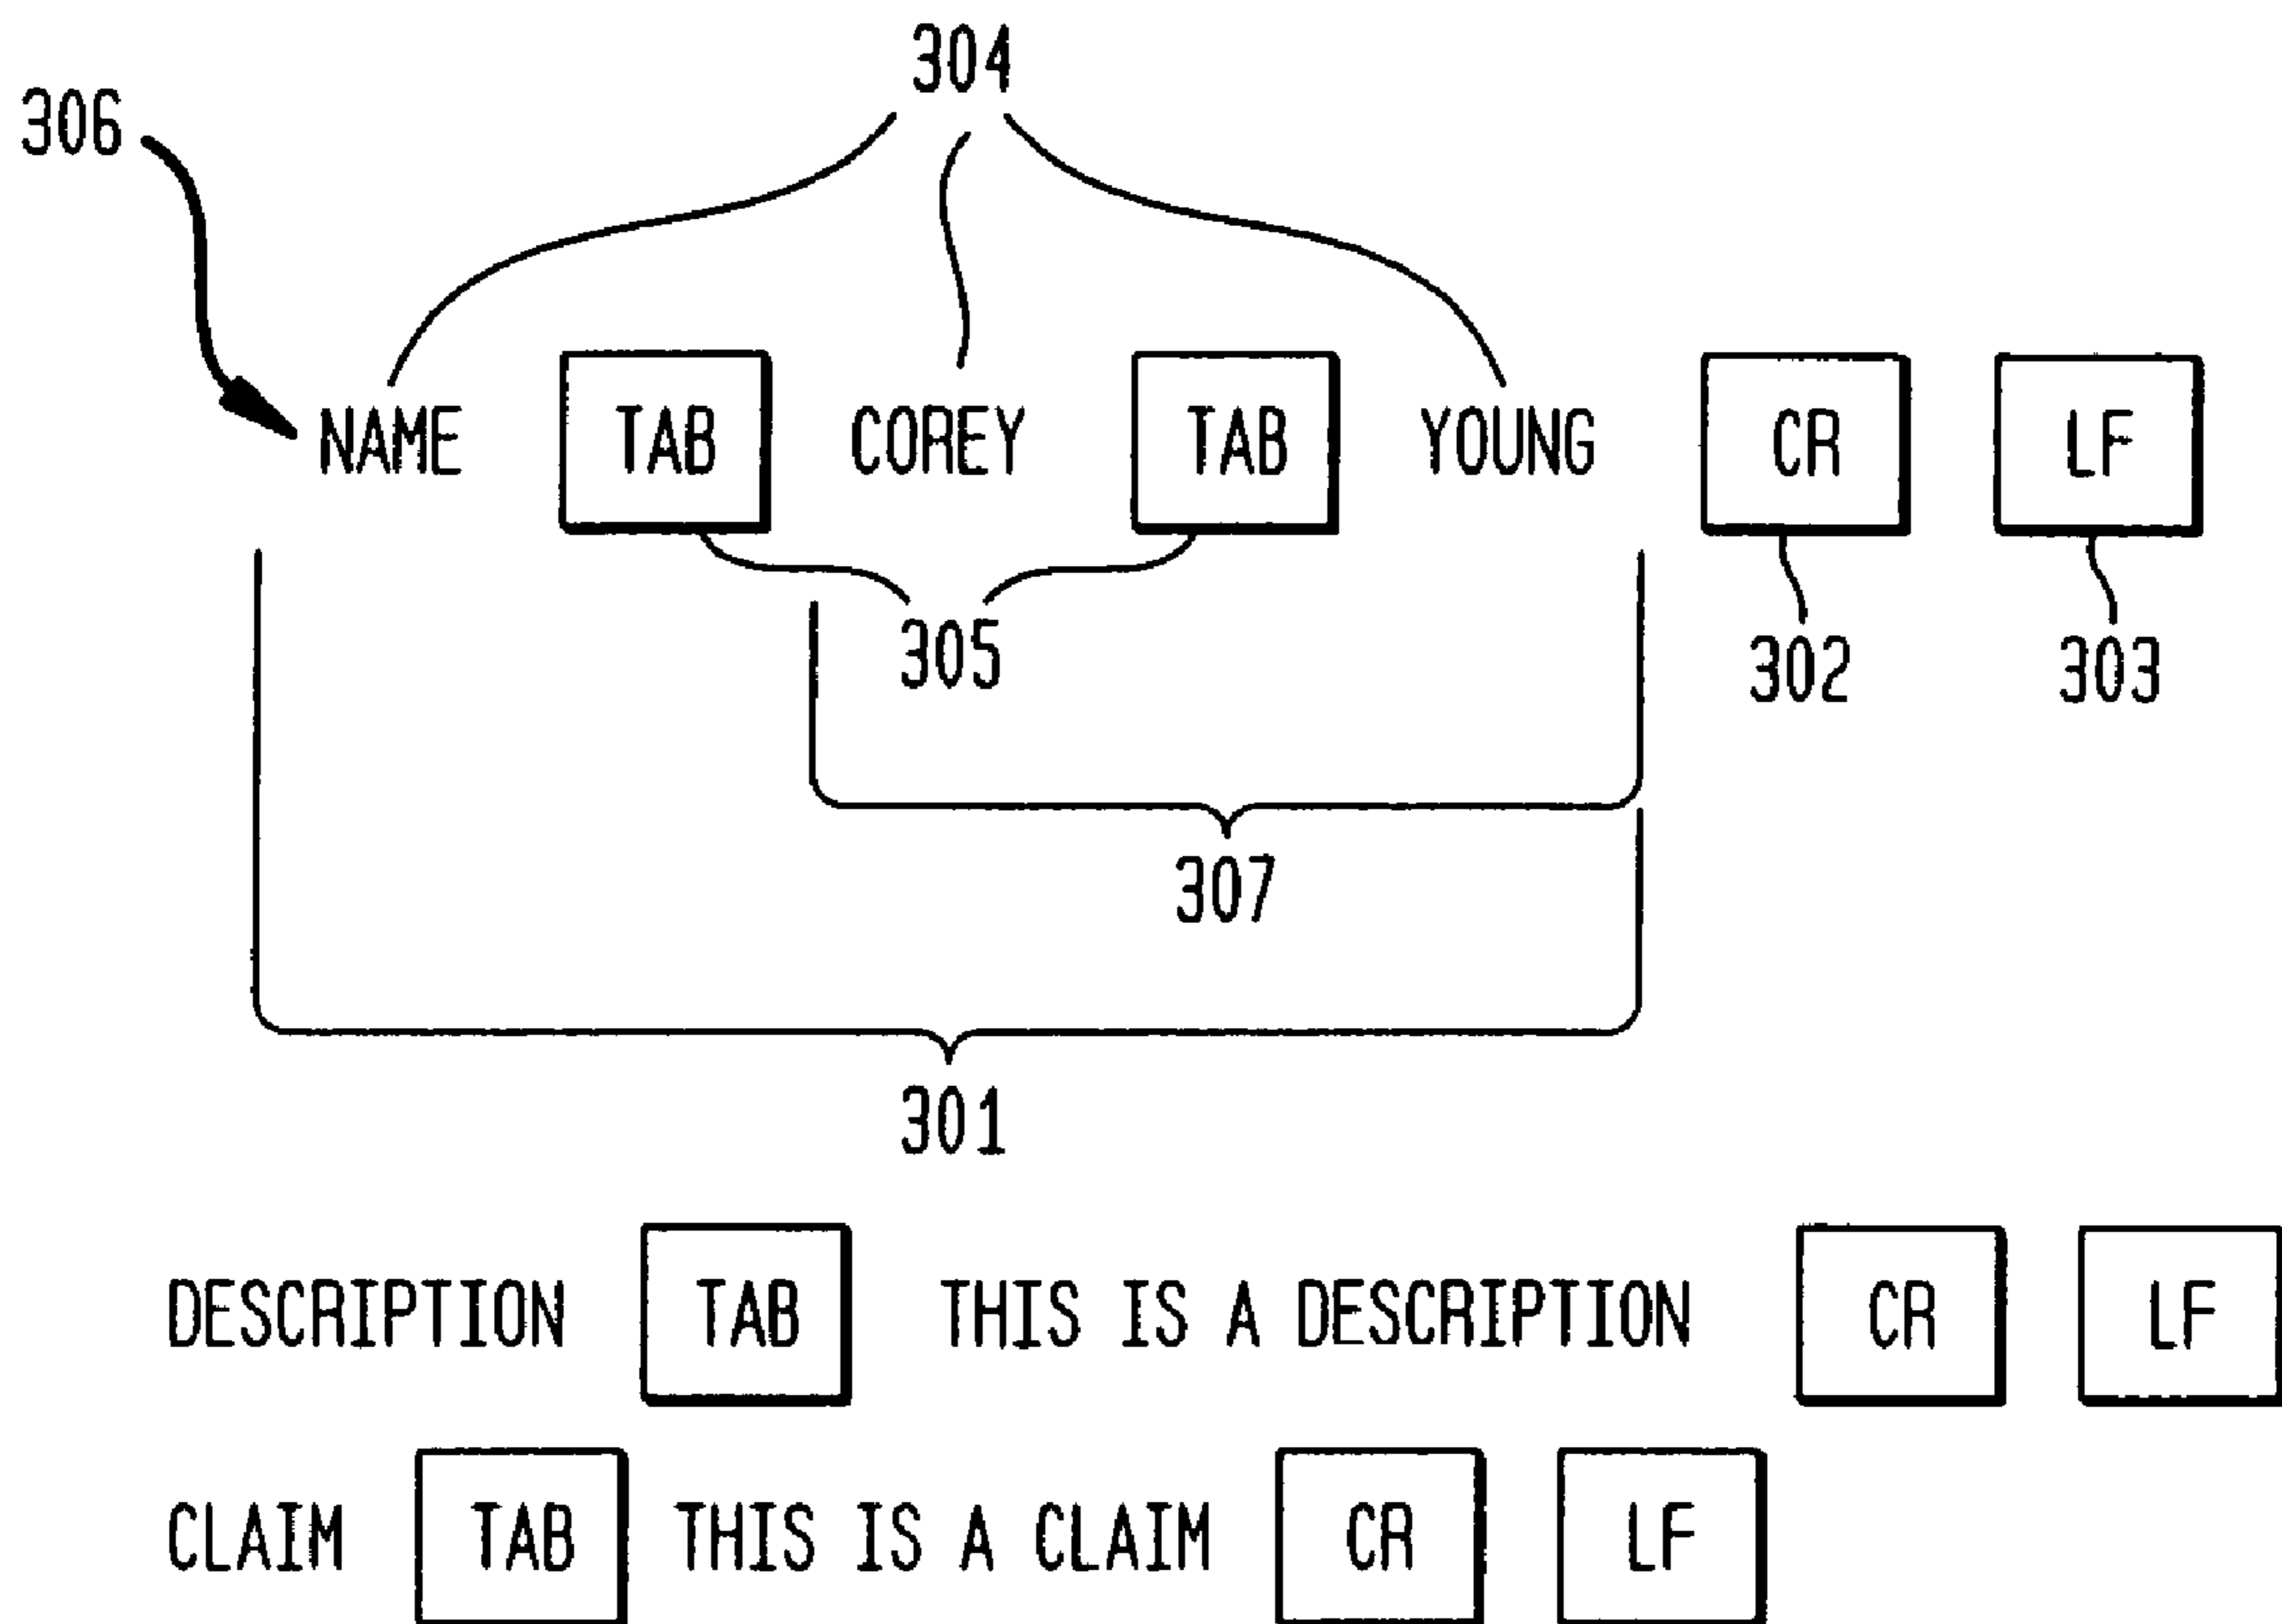 304
306
NAME TAB COREY TAB YOUNG CR LF
305 302 303
307
301
DESCRIPTION TAB THIS IS A DESCRIPTION CR LF
CLAIM TAB THIS IS A CLAIM CR LF